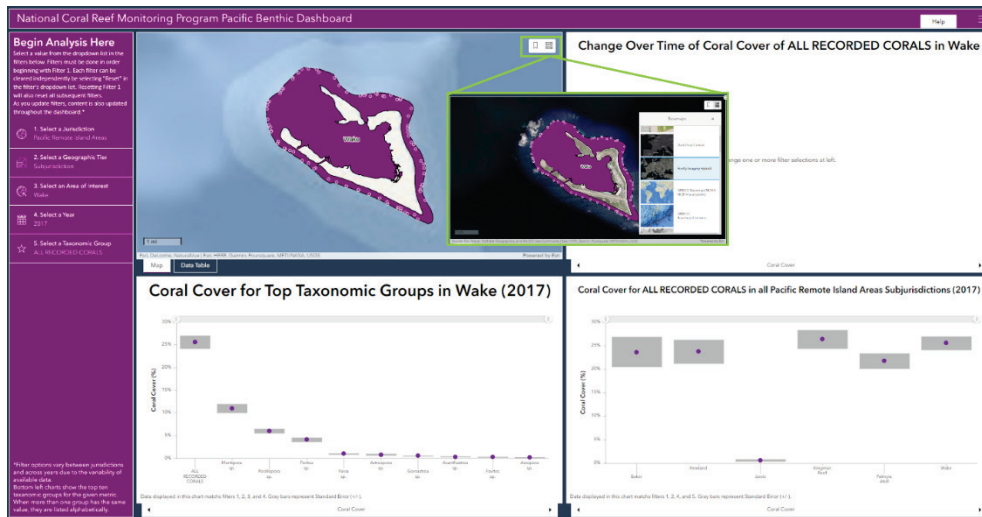 National Coral Reef Monitoring Program Pacific Benthic Dashboard
Help
Begin Analysis Here
Select a value from the dropdown list in the
filters below. Filters must be done in order
beginning with Filter 1. Each filter can be
cleared independently be selecting "Reset" in
the filter's dropdown list. Resetting Filter 1
will also reset all subsequent filters.
As you update filters, content is also updated
throughout the dashboard.*
1. Select a Jurisdiction
Pacific Remote Island Areas
2. Select a Geographic Tier
Subjurisdiction
3. Select an Area of Interest
Wake
4. Select a Year
2017
5. Select a Taxonomic Group
ALL RECORDED CORALS
*Filter options vary between jurisdictions
and across years due to the variability of
available data.
Bottom left charts show the top ten
taxonomic groups for the given metric.
When more than one group has the same
value, they are listed alphabetically.
Wake
Powered by Esri
Map
Data Table
Change Over Time of Coral Cover of ALL RECORDED CORALS in Wake
one or more filter selections at left.
Coral Cover
Coral Cover for Top Taxonomic Groups in Wake (2017)
Coral Cover (%)
30%
25%
20%
15%
10%
5%
0%
ALL
RECORDED
CORALS
Data displayed in this chart matchs filters 1, 2, 3, and 4. Gray bars represent Standard Error (+/-).
Coral Cover
Coral Cover for ALL RECORDED CORALS in all Pacific Remote Island Areas Subjurisdictions (2017)
Coral Cover (%)
30%
25%
20%
15%
10%
5%
0%
Baker
Howland
Jarvis
Kingman
Reef
Palmyra
Atoll
Wake
Data displayed in this chart matchs filters 1, 2, 4, and 5. Gray bars represent Standard Error (+/-).
Coral Cover